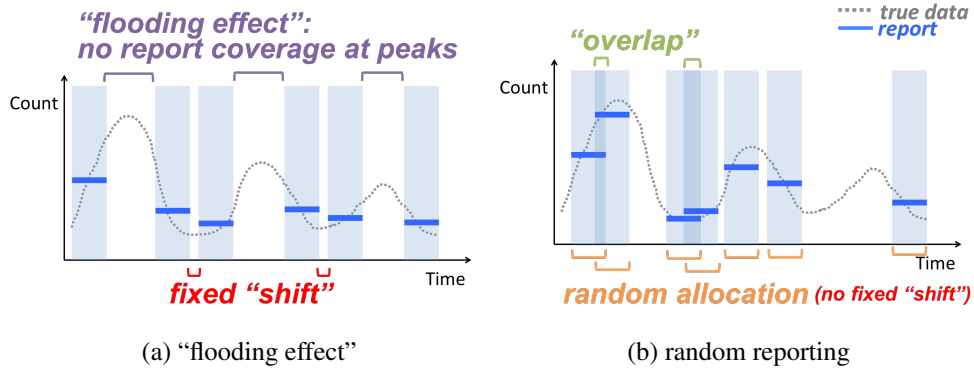 “flooding effect”:
no report coverage at peaks
Count
Time
fixed “shift”
(a) “flooding effect”
true data
report
“overlap”
Count
Time
random allocation (no fixed “shift”)
(b) random reporting